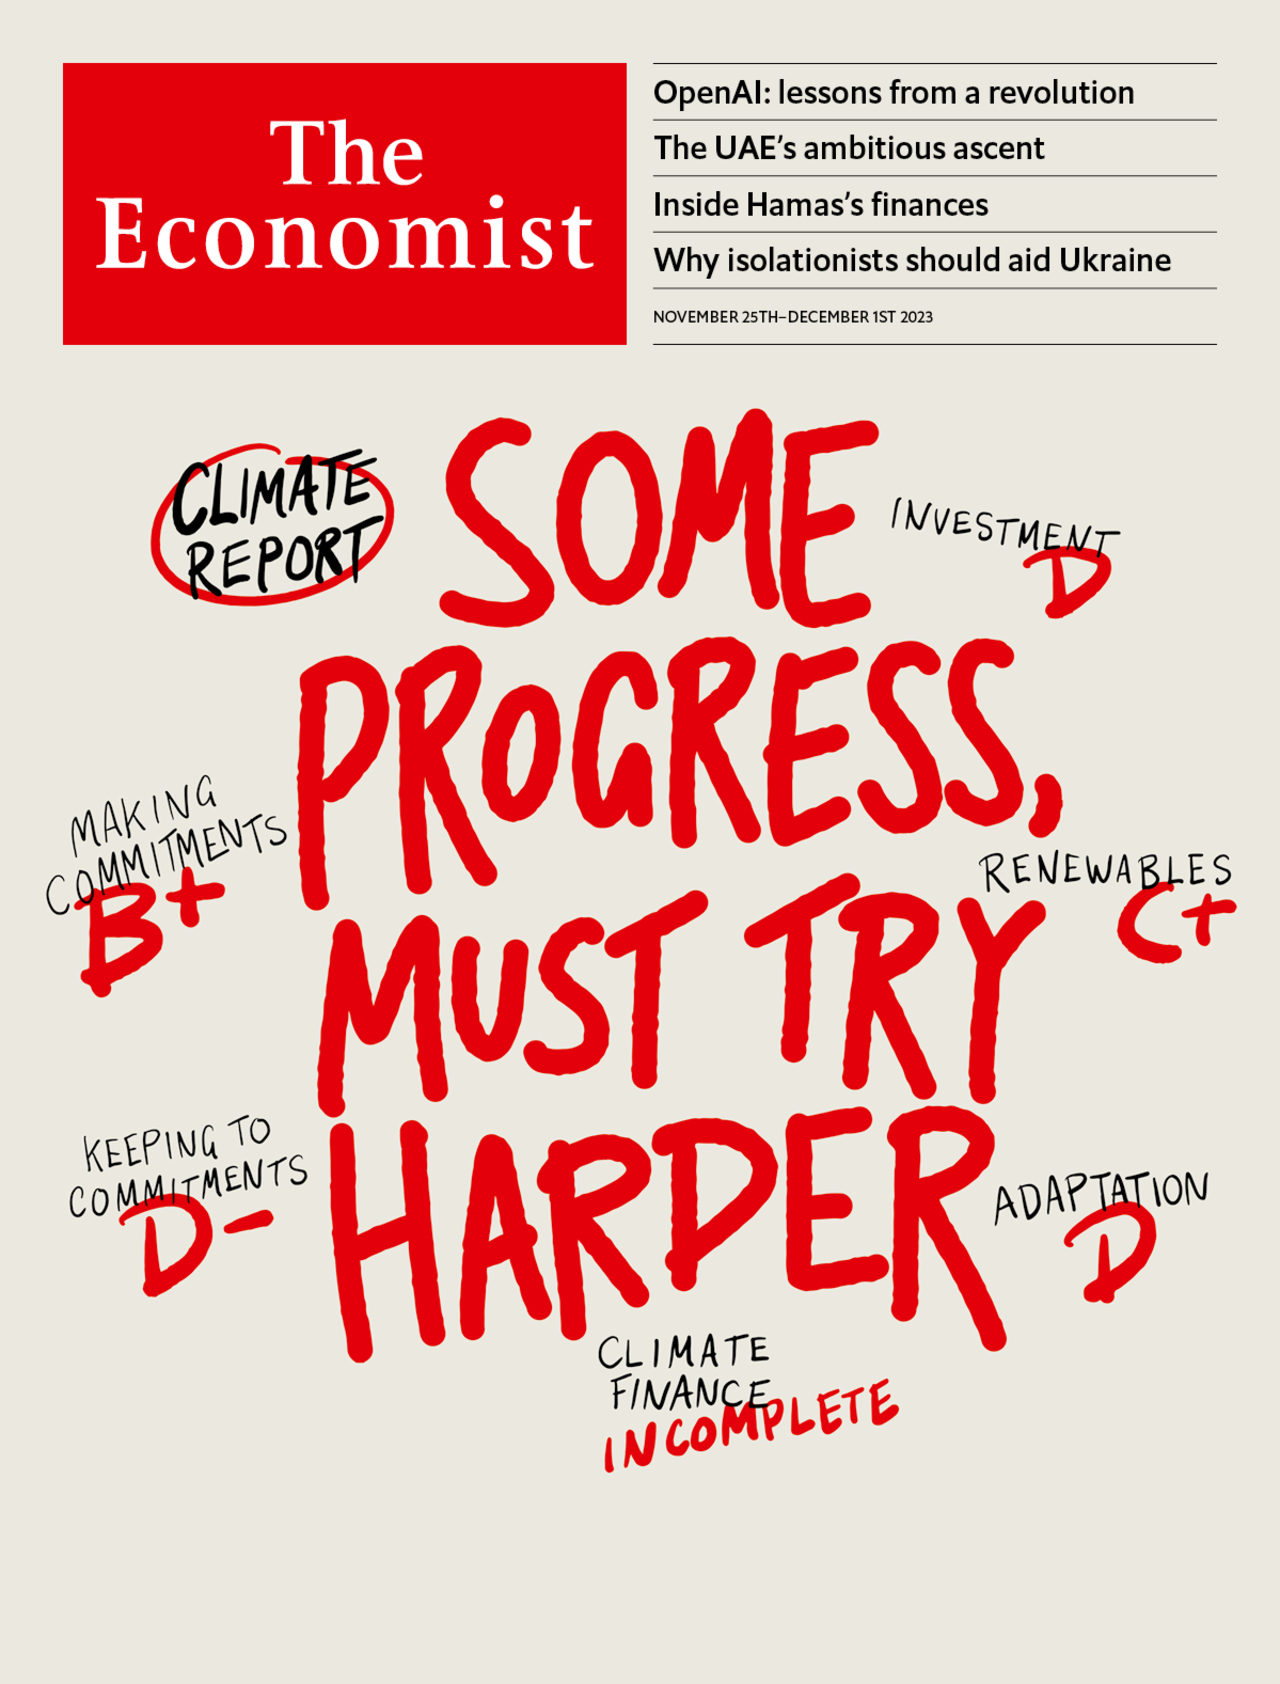 The
Economist
OpenAI: lessons from a revolution
The UAE’s ambitious ascent
Inside Hamas’s finances
Why isolationists should aid Ukraine
NOVEMBER 25TH–DECEMBER 1ST 2023
CLIMATE
REPORT
SOME
INVESTMENT
D
PROGRESS,
MAKING
COMMITMENTS
B+
RENEWABLES
C+
MUST TRY
KEEPING TO
COMMITMENTS
D-
HARDER
ADAPTATION
D
CLIMATE
FINANCE
INCOMPLETE